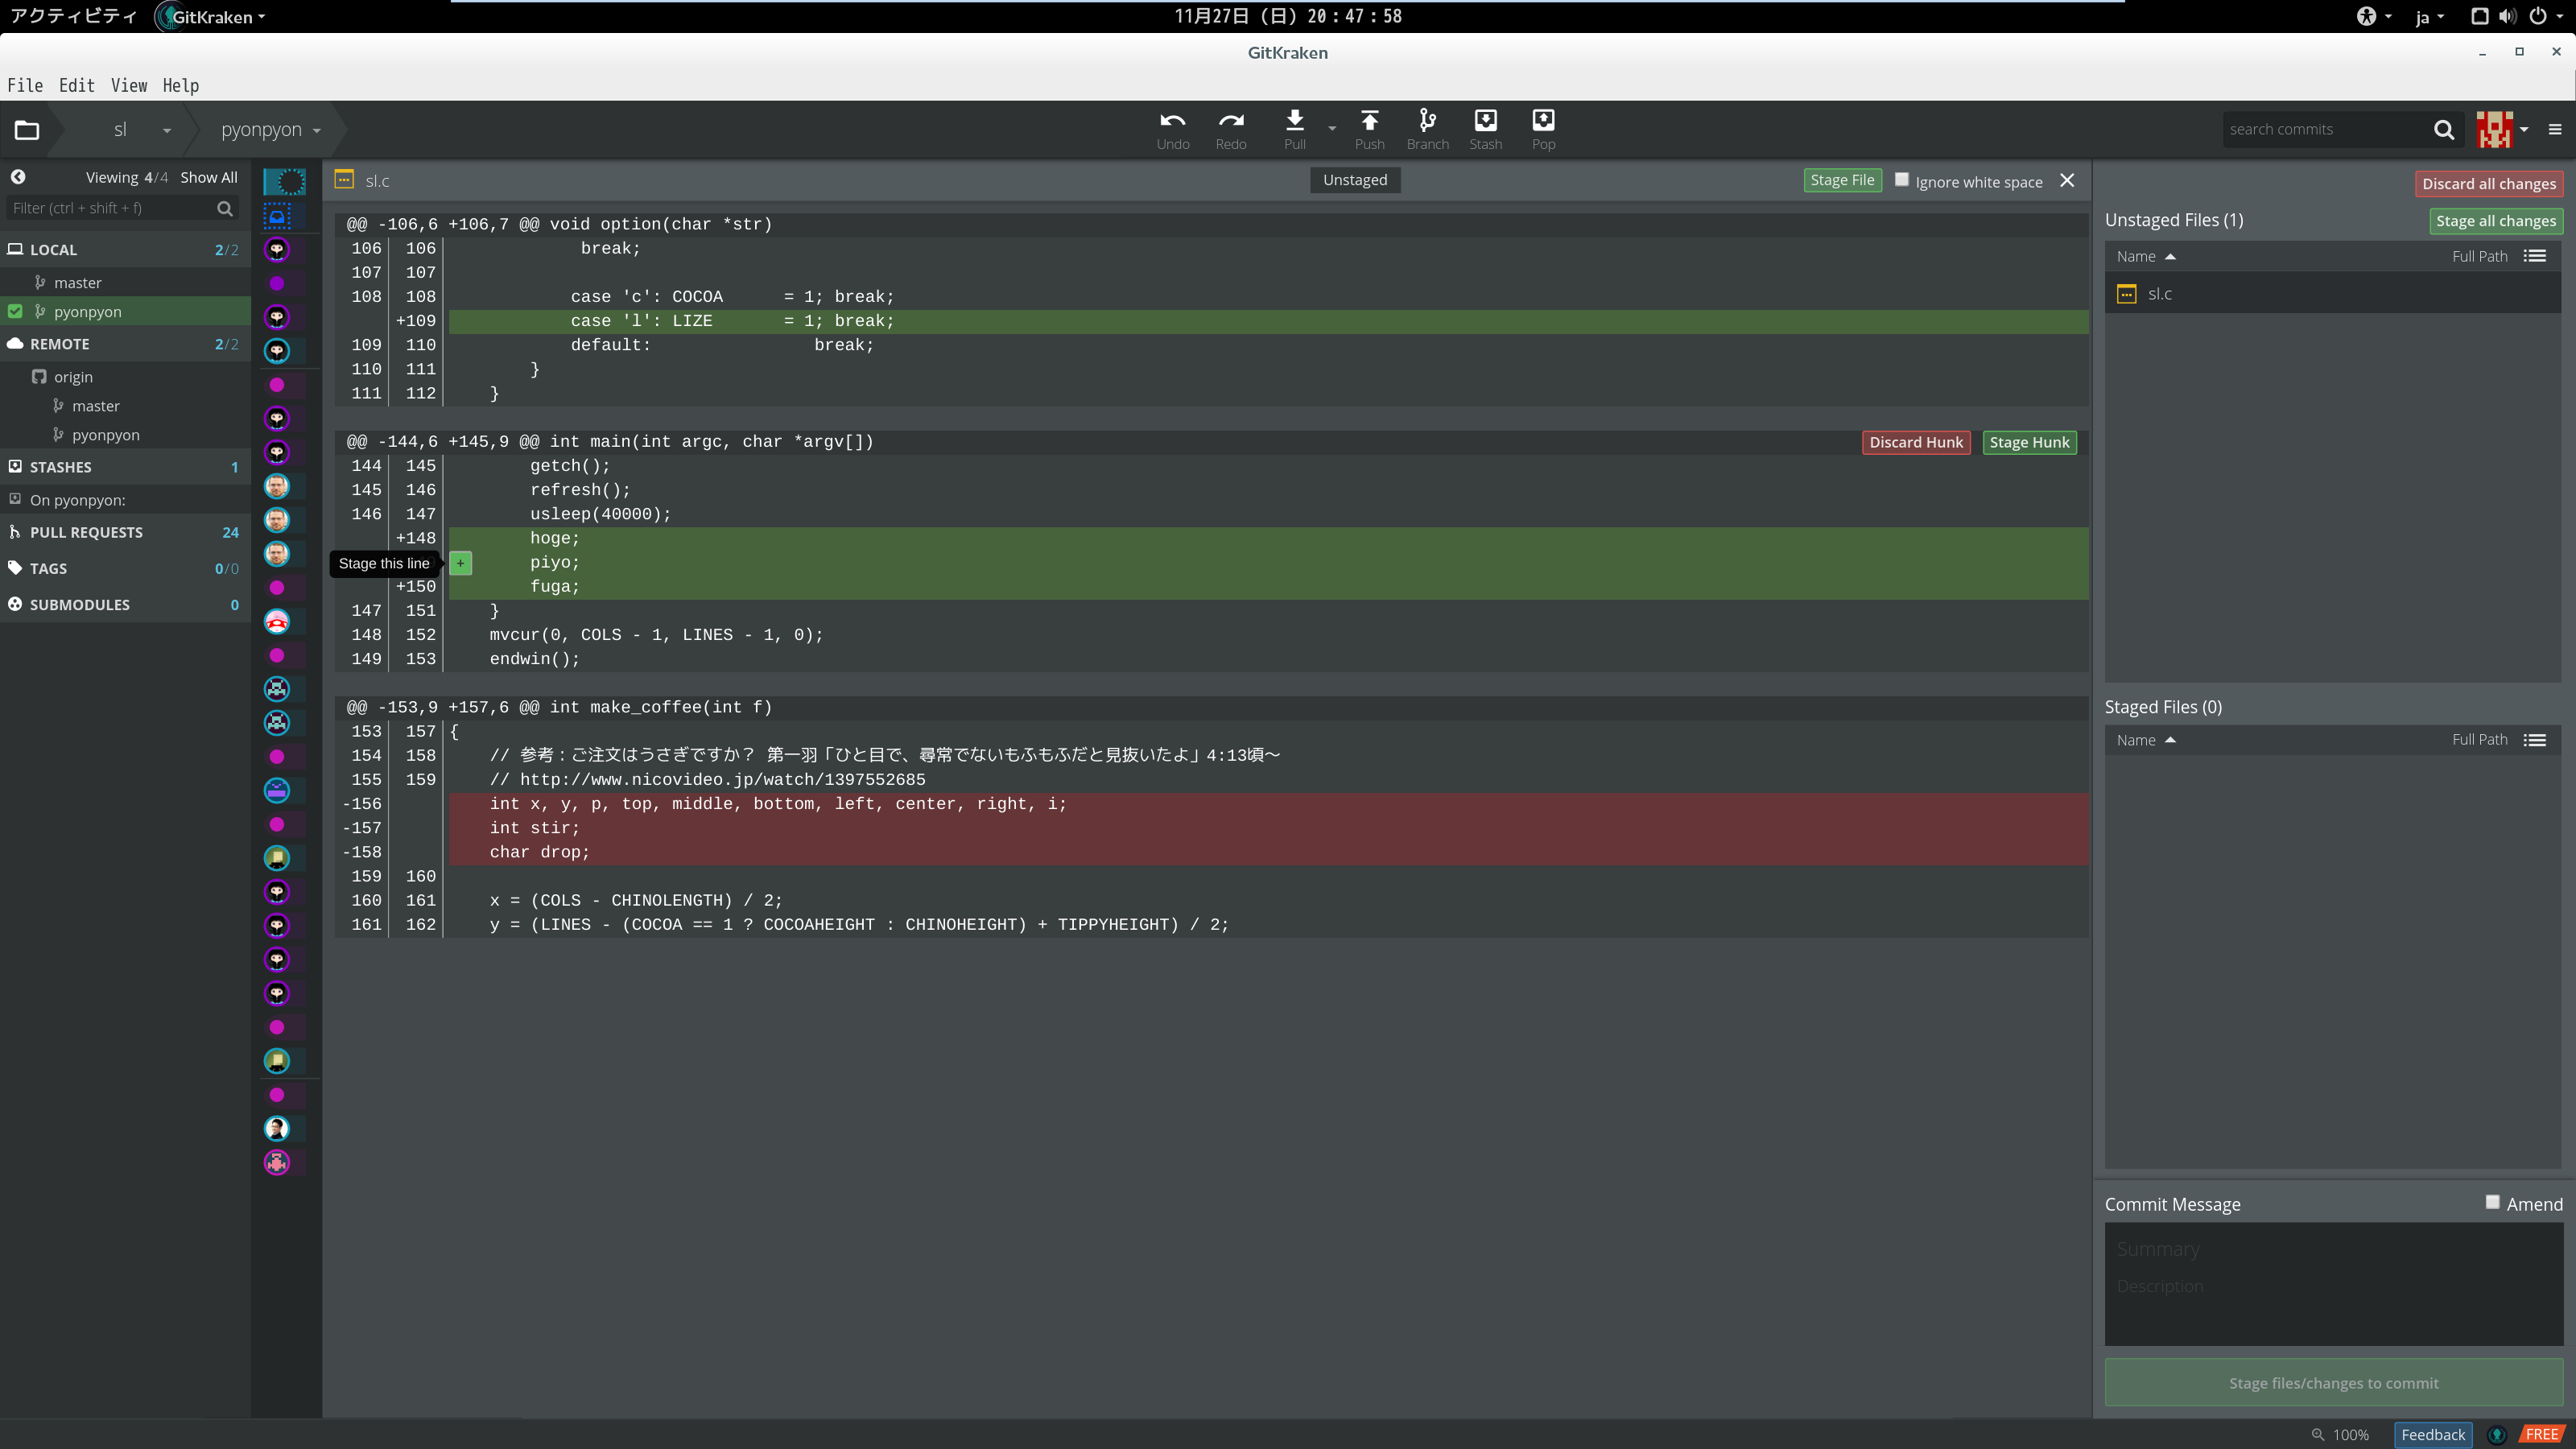 アクティビティ GitKraken 11月27日 (日) 20:47:58 ja
GitKraken
File Edit View Help
sl pyonpyon Undo Redo Pull Push Branch Stash Pop search commits
Viewing 4/4 Show All
Filter (ctrl + shift + f)
LOCAL 2/2
master
pyonpyon
REMOTE 2/2
origin
master
pyonpyon
STASHES 1
On pyonpyon:
PULL REQUESTS 24
TAGS 0/0
SUBMODULES 0
sl.c Unstaged Stage File Ignore white space
@@ -106,6 +106,7 @@ void option(char *str)
106 106 break;
107 107
108 108 case 'c': COCOA = 1; break;
+109 case 'l': LIZE = 1; break;
109 110 default: break;
110 111 }
111 112 }
@@ -144,6 +145,9 @@ int main(int argc, char *argv[]) Discard Hunk Stage Hunk
144 145 getch();
145 146 refresh();
146 147 usleep(40000);
+148 hoge;
Stage this line + piyo;
+150 fuga;
147 151 }
148 152 mvcur(0, COLS - 1, LINES - 1, 0);
149 153 endwin();
@@ -153,9 +157,6 @@ int make_coffee(int f)
153 157 {
154 158 // 参考:ご注文はうさぎですか? 第一羽「ひと目で、尋常でないもふもふだと見抜いたよ」4:13頃〜
155 159 // http://www.nicovideo.jp/watch/1397552685
-156 int x, y, p, top, middle, bottom, left, center, right, i;
-157 int stir;
-158 char drop;
159 160
160 161 x = (COLS - CHINOLENGTH) / 2;
161 162 y = (LINES - (COCOA == 1 ? COCOAHEIGHT : CHINOHEIGHT) + TIPPYHEIGHT) / 2;
Discard all changes
Unstaged Files (1) Stage all changes
Name Full Path
sl.c
Staged Files (0)
Name Full Path
Commit Message Amend
Summary
Description
Stage files/changes to commit
100% Feedback FREE